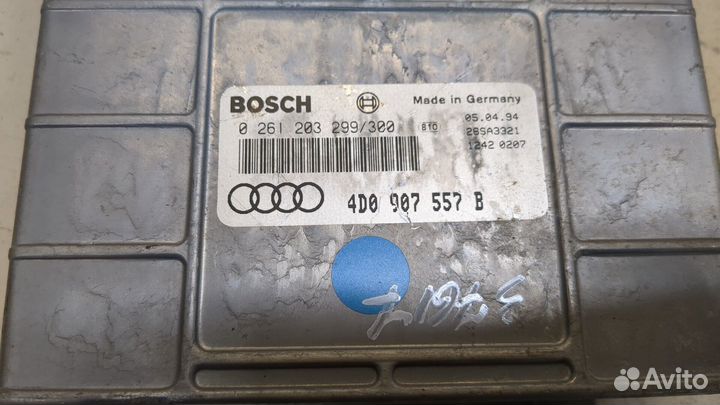 BOSCH
Made in Germany
0 261 203 299/300
810
05.04.94
28SA3321
1242 0207
4D0 907 557 B
Avito